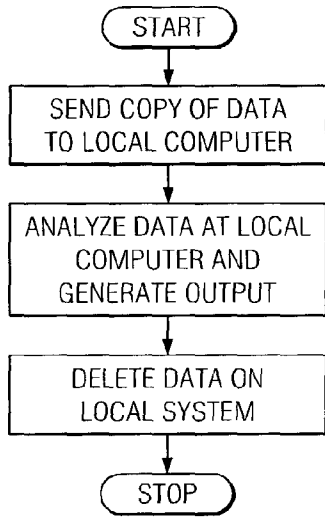 START
SEND COPY OF DATA
TO LOCAL COMPUTER
ANALYZE DATA AT LOCAL
COMPUTER AND
GENERATE OUTPUT
DELETE DATA ON
LOCAL SYSTEM
STOP